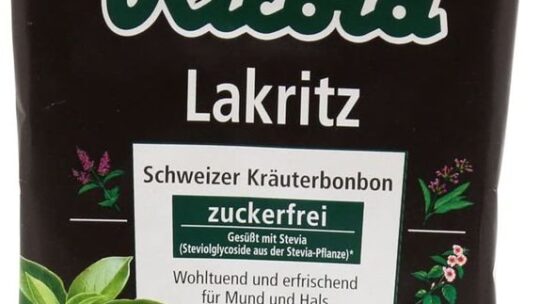 Ricola
Lakritz
Schweizer Kräuterbonbon
zuckerfrei
Gesüßt mit Stevia
(Steviolglycoside aus der Stevia-Pflanze)*
Wohltuend und erfrischend
für Mund und Hals